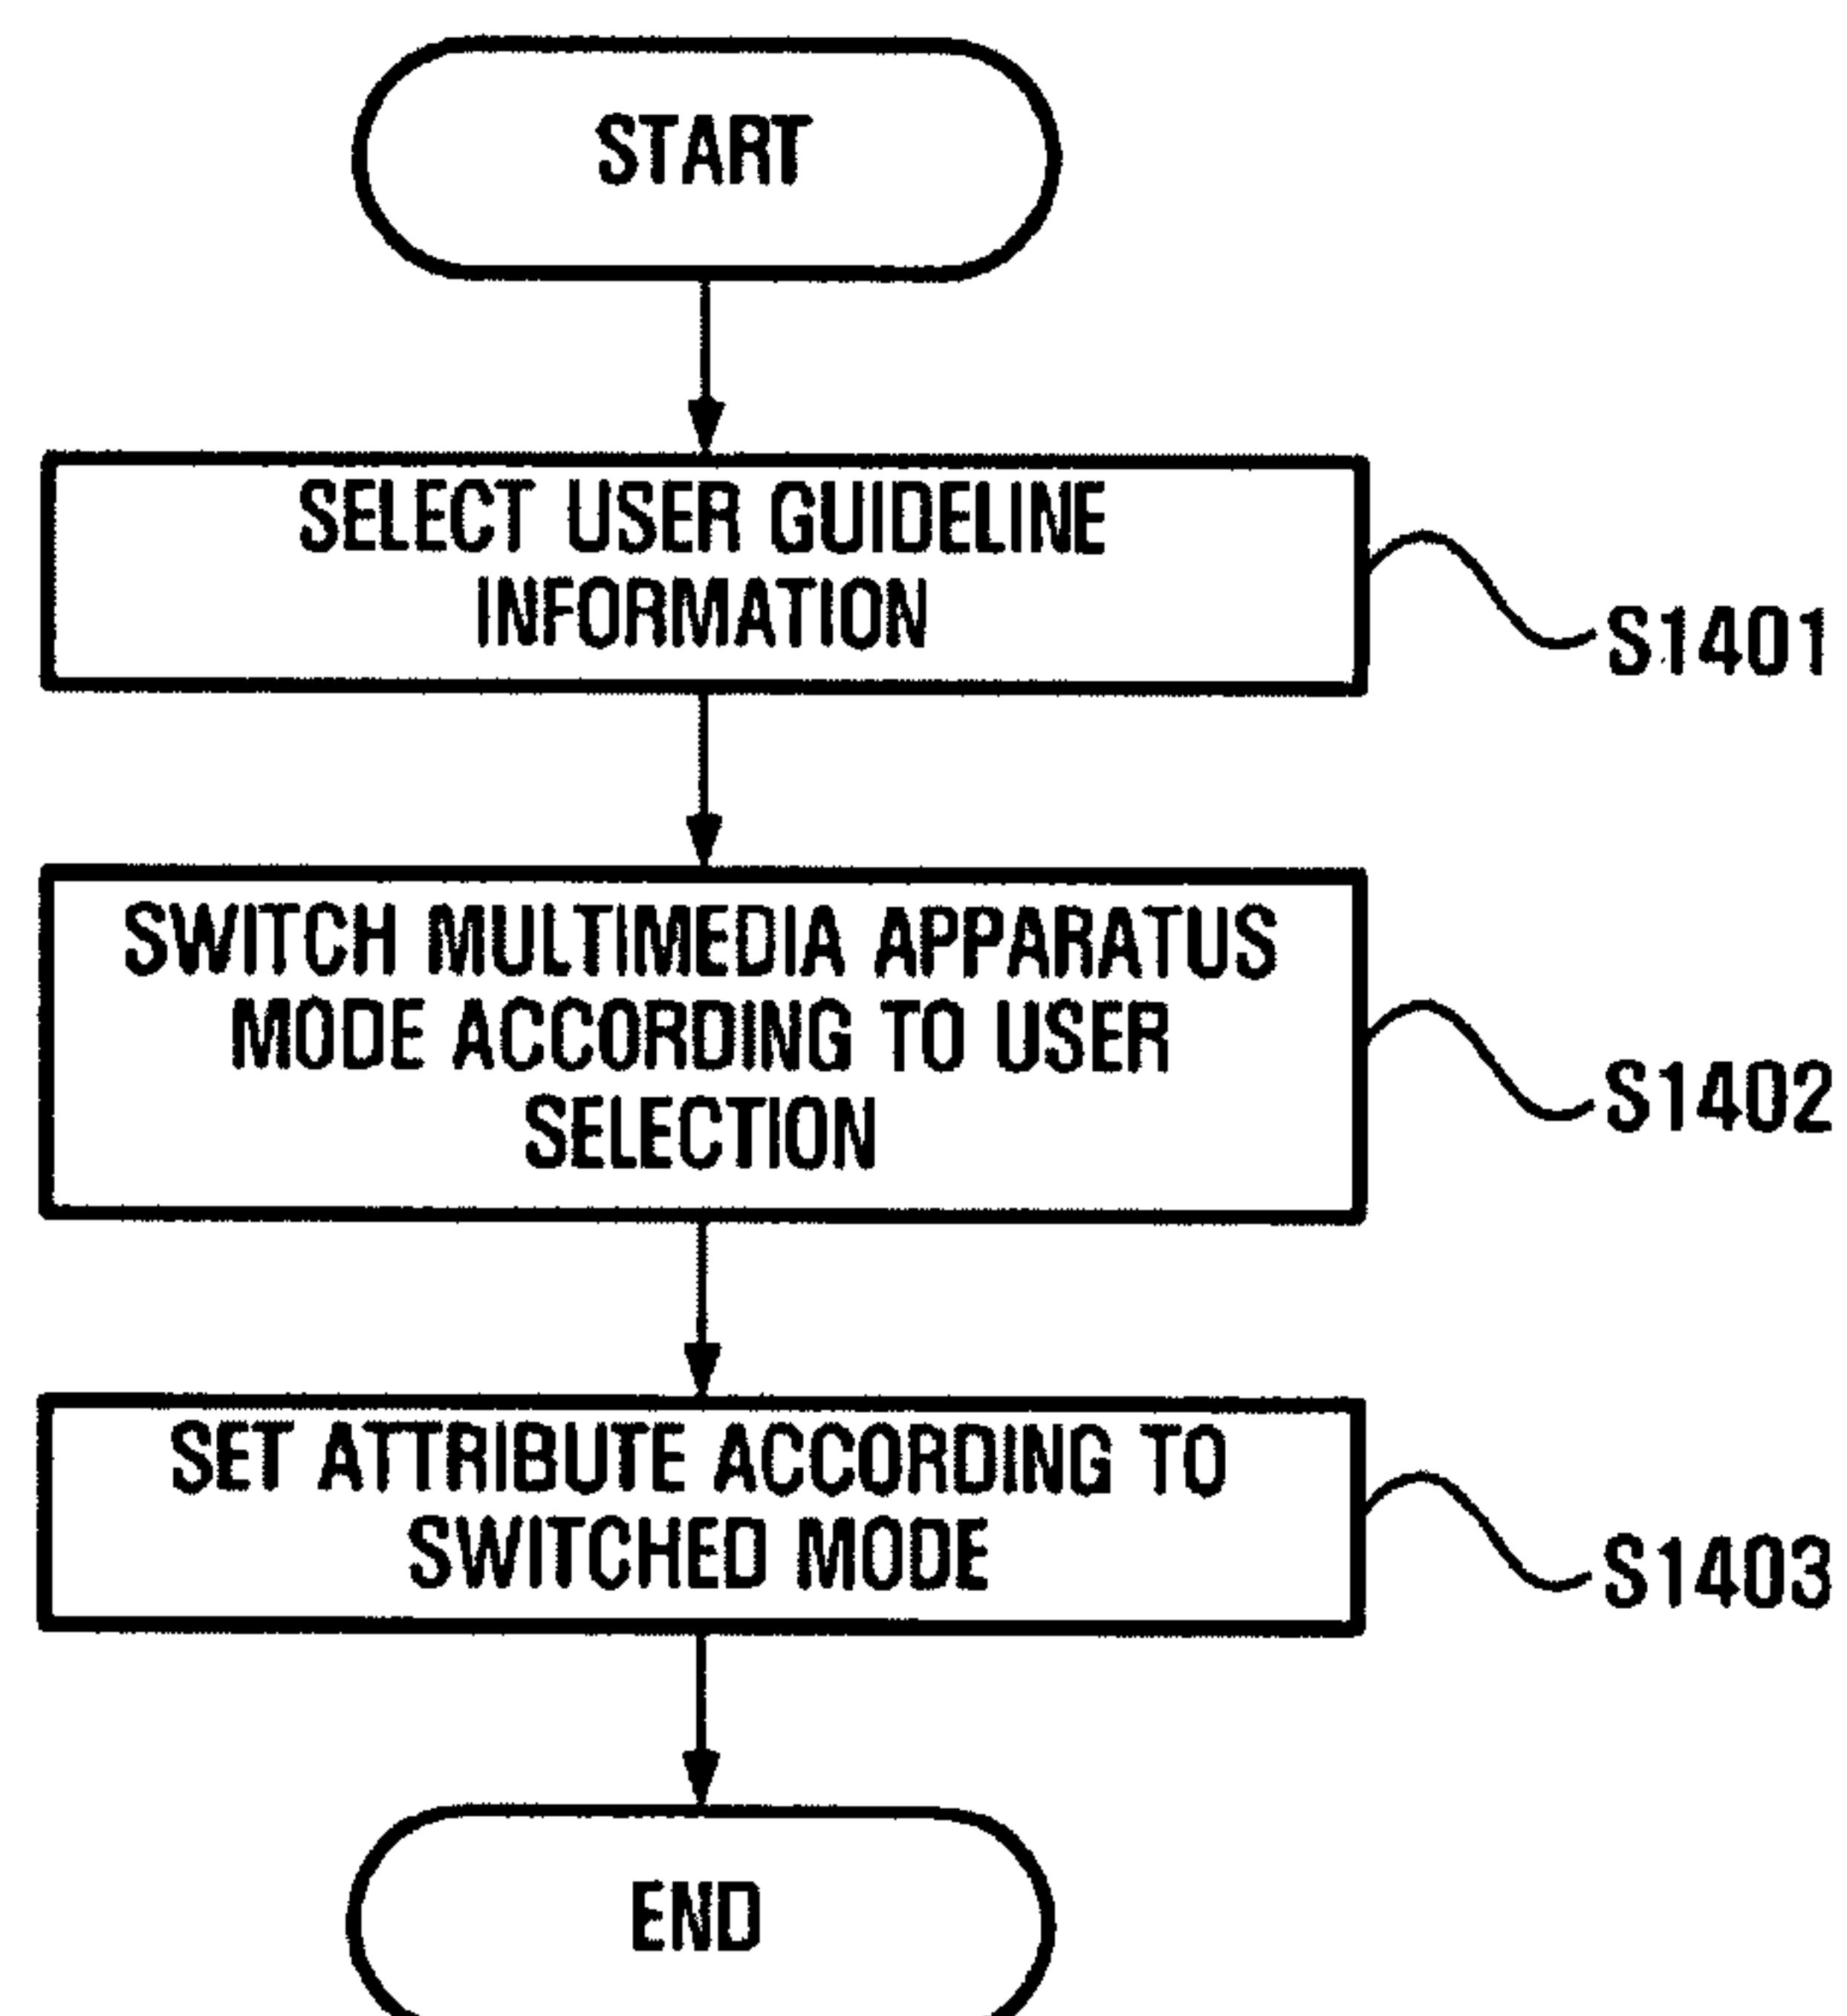 START
SELECT USER GUIDELINE
INFORMATION
S1401
SWITCH MULTIMEDIA APPARATUS
MODE ACCORDING TO USER
SELECTION
S1402
SET ATTRIBUTE ACCORDING TO
SWITCHED MODE
S1403
END